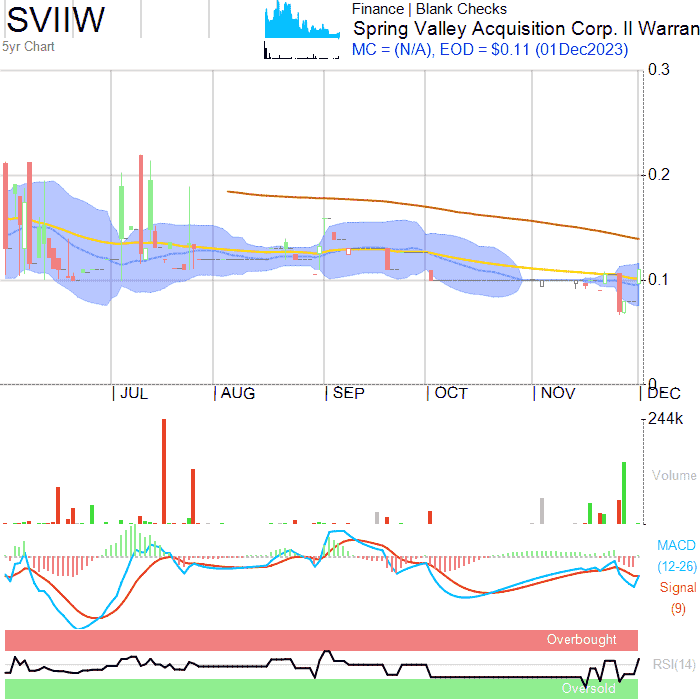 SVIIW
5yr Chart
Finance | Blank Checks
Spring Valley Acquisition Corp. II Warran
MC = (N/A), EOD = $0.11 (01Dec2023)
0.3
0.2
0.1
0
JUL AUG SEP OCT NOV DEC
244k
Volume
MACD
(12-26)
Signal
(9)
Overbought
RSI(14)
Oversold